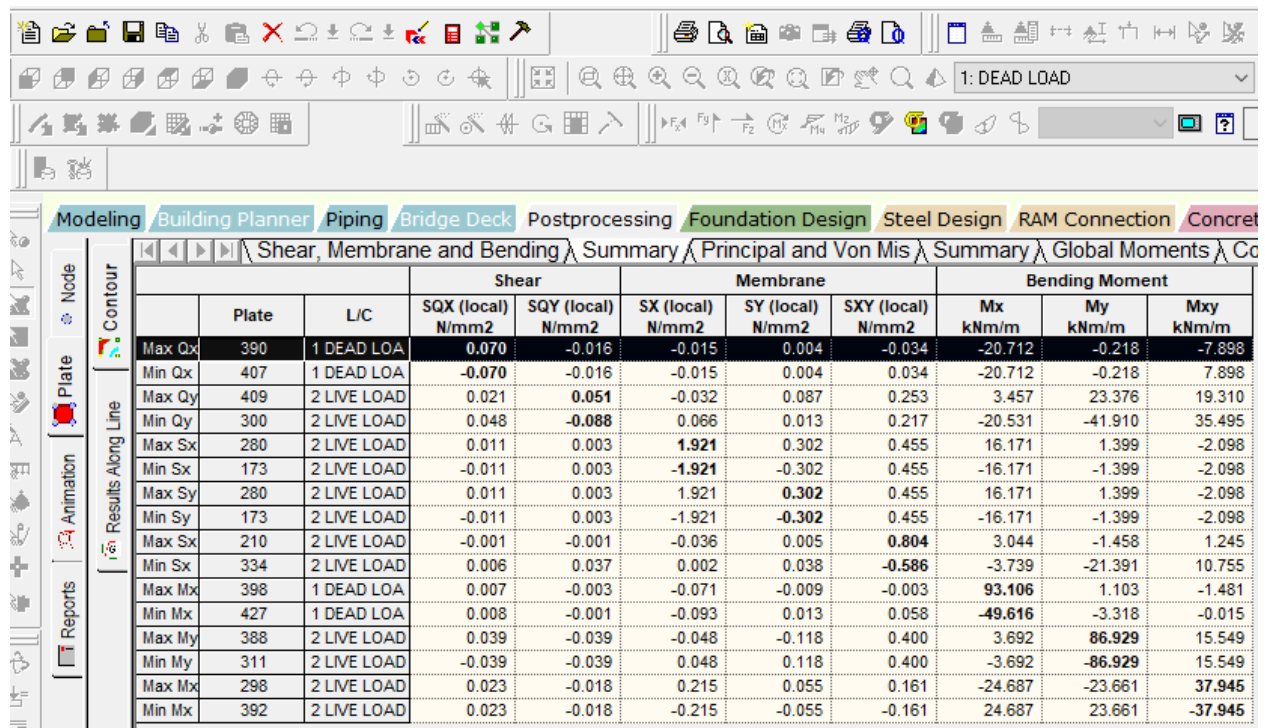 1: DEAD LOAD
Modeling Building Planner Piping Bridge Deck Postprocessing Foundation Design Steel Design RAM Connection Concret
Shear, Membrane and Bending Summary Principal and Von Mis Summary Global Moments Co
Node
Plate
Animation
Reports
Contour
Results Along Line
Shear Membrane Bending Moment
Plate L/C SQX (local) SQY (local) SX (local) SY (local) SXY (local) Mx My Mxy
N/mm2 N/mm2 N/mm2 N/mm2 N/mm2 kNm/m kNm/m kNm/m
Max Qx 390 1 DEAD LOA 0.070 -0.016 -0.015 0.004 -0.034 -20.712 -0.218 -7.898
Min Qx 407 1 DEAD LOA -0.070 -0.016 -0.015 0.004 0.034 -20.712 -0.218 7.898
Max Qy 409 2 LIVE LOAD 0.021 0.051 -0.032 0.087 0.253 3.457 23.376 19.310
Min Qy 300 2 LIVE LOAD 0.048 -0.088 0.066 0.013 0.217 -20.531 -41.910 35.495
Max Sx 280 2 LIVE LOAD 0.011 0.003 1.921 0.302 0.455 16.171 1.399 -2.098
Min Sx 173 2 LIVE LOAD -0.011 0.003 -1.921 -0.302 0.455 -16.171 -1.399 -2.098
Max Sy 280 2 LIVE LOAD 0.011 0.003 1.921 0.302 0.455 16.171 1.399 -2.098
Min Sy 173 2 LIVE LOAD -0.011 0.003 -1.921 -0.302 0.455 -16.171 -1.399 -2.098
Max Sx 210 2 LIVE LOAD -0.001 -0.001 -0.036 0.005 0.804 3.044 -1.458 1.245
Min Sx 334 2 LIVE LOAD 0.006 0.037 0.002 0.038 -0.586 -3.739 -21.391 10.755
Max Mx 398 1 DEAD LOA 0.007 -0.003 -0.071 -0.009 -0.003 93.106 1.103 -1.481
Min Mx 427 1 DEAD LOA 0.008 -0.001 -0.093 0.013 0.058 -49.616 -3.318 -0.015
Max My 388 2 LIVE LOAD 0.039 -0.039 -0.048 -0.118 0.400 3.692 86.929 15.549
Min My 311 2 LIVE LOAD -0.039 -0.039 0.048 0.118 0.400 -3.692 -86.929 15.549
Max Mx 298 2 LIVE LOAD 0.023 -0.018 0.215 0.055 0.161 -24.687 -23.661 37.945
Min Mx 392 2 LIVE LOAD 0.023 -0.018 -0.215 -0.055 -0.161 24.687 23.661 -37.945